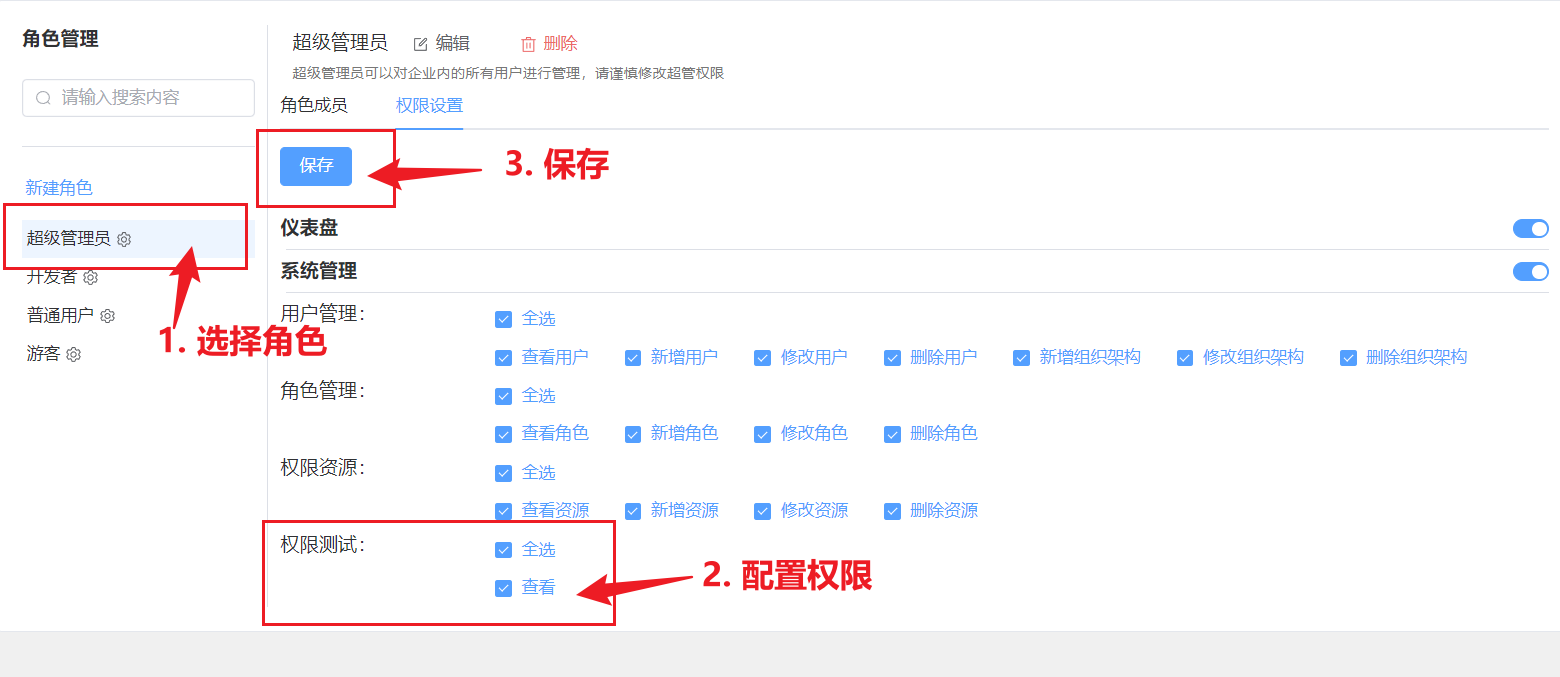 角色管理
请输入搜索内容
新建角色
超级管理员
开发者
普通用户
游客
1. 选择角色
超级管理员 编辑 删除
超级管理员可以对企业内的所有用户进行管理，请谨慎修改超管权限
角色成员 权限设置
保存
3. 保存
仪表盘
系统管理
用户管理：
全选
查看用户 新增用户 修改用户 删除用户 新增组织架构 修改组织架构 删除组织架构
角色管理：
全选
查看角色 新增角色 修改角色 删除角色
权限资源：
全选
查看资源 新增资源 修改资源 删除资源
权限测试：
全选
查看
2. 配置权限